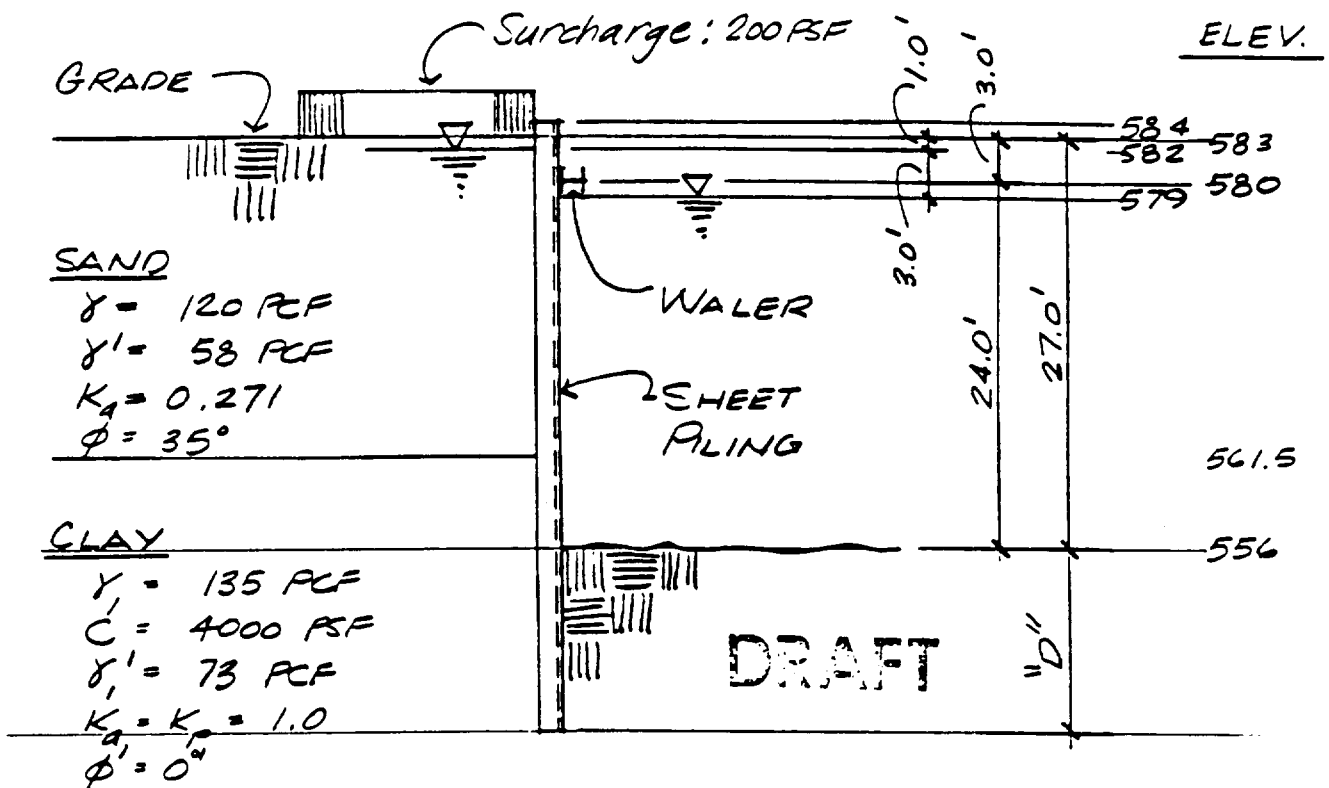 Surcharge: 200 PSF
ELEV.
GRADE
1.0'
3.0'
584
583
582
580
579
3.0'
SAND
γ = 120 PCF
γ' = 58 PCF
Ka = 0.271
φ = 35°
WALER
SHEET PILING
24.0'
27.0'
561.5
CLAY
556
γ, = 135 PCF
C' = 4000 PSF
γ,' = 73 PCF
Ka, = Kp = 1.0
φ' = 0°
DRAFT
"D"